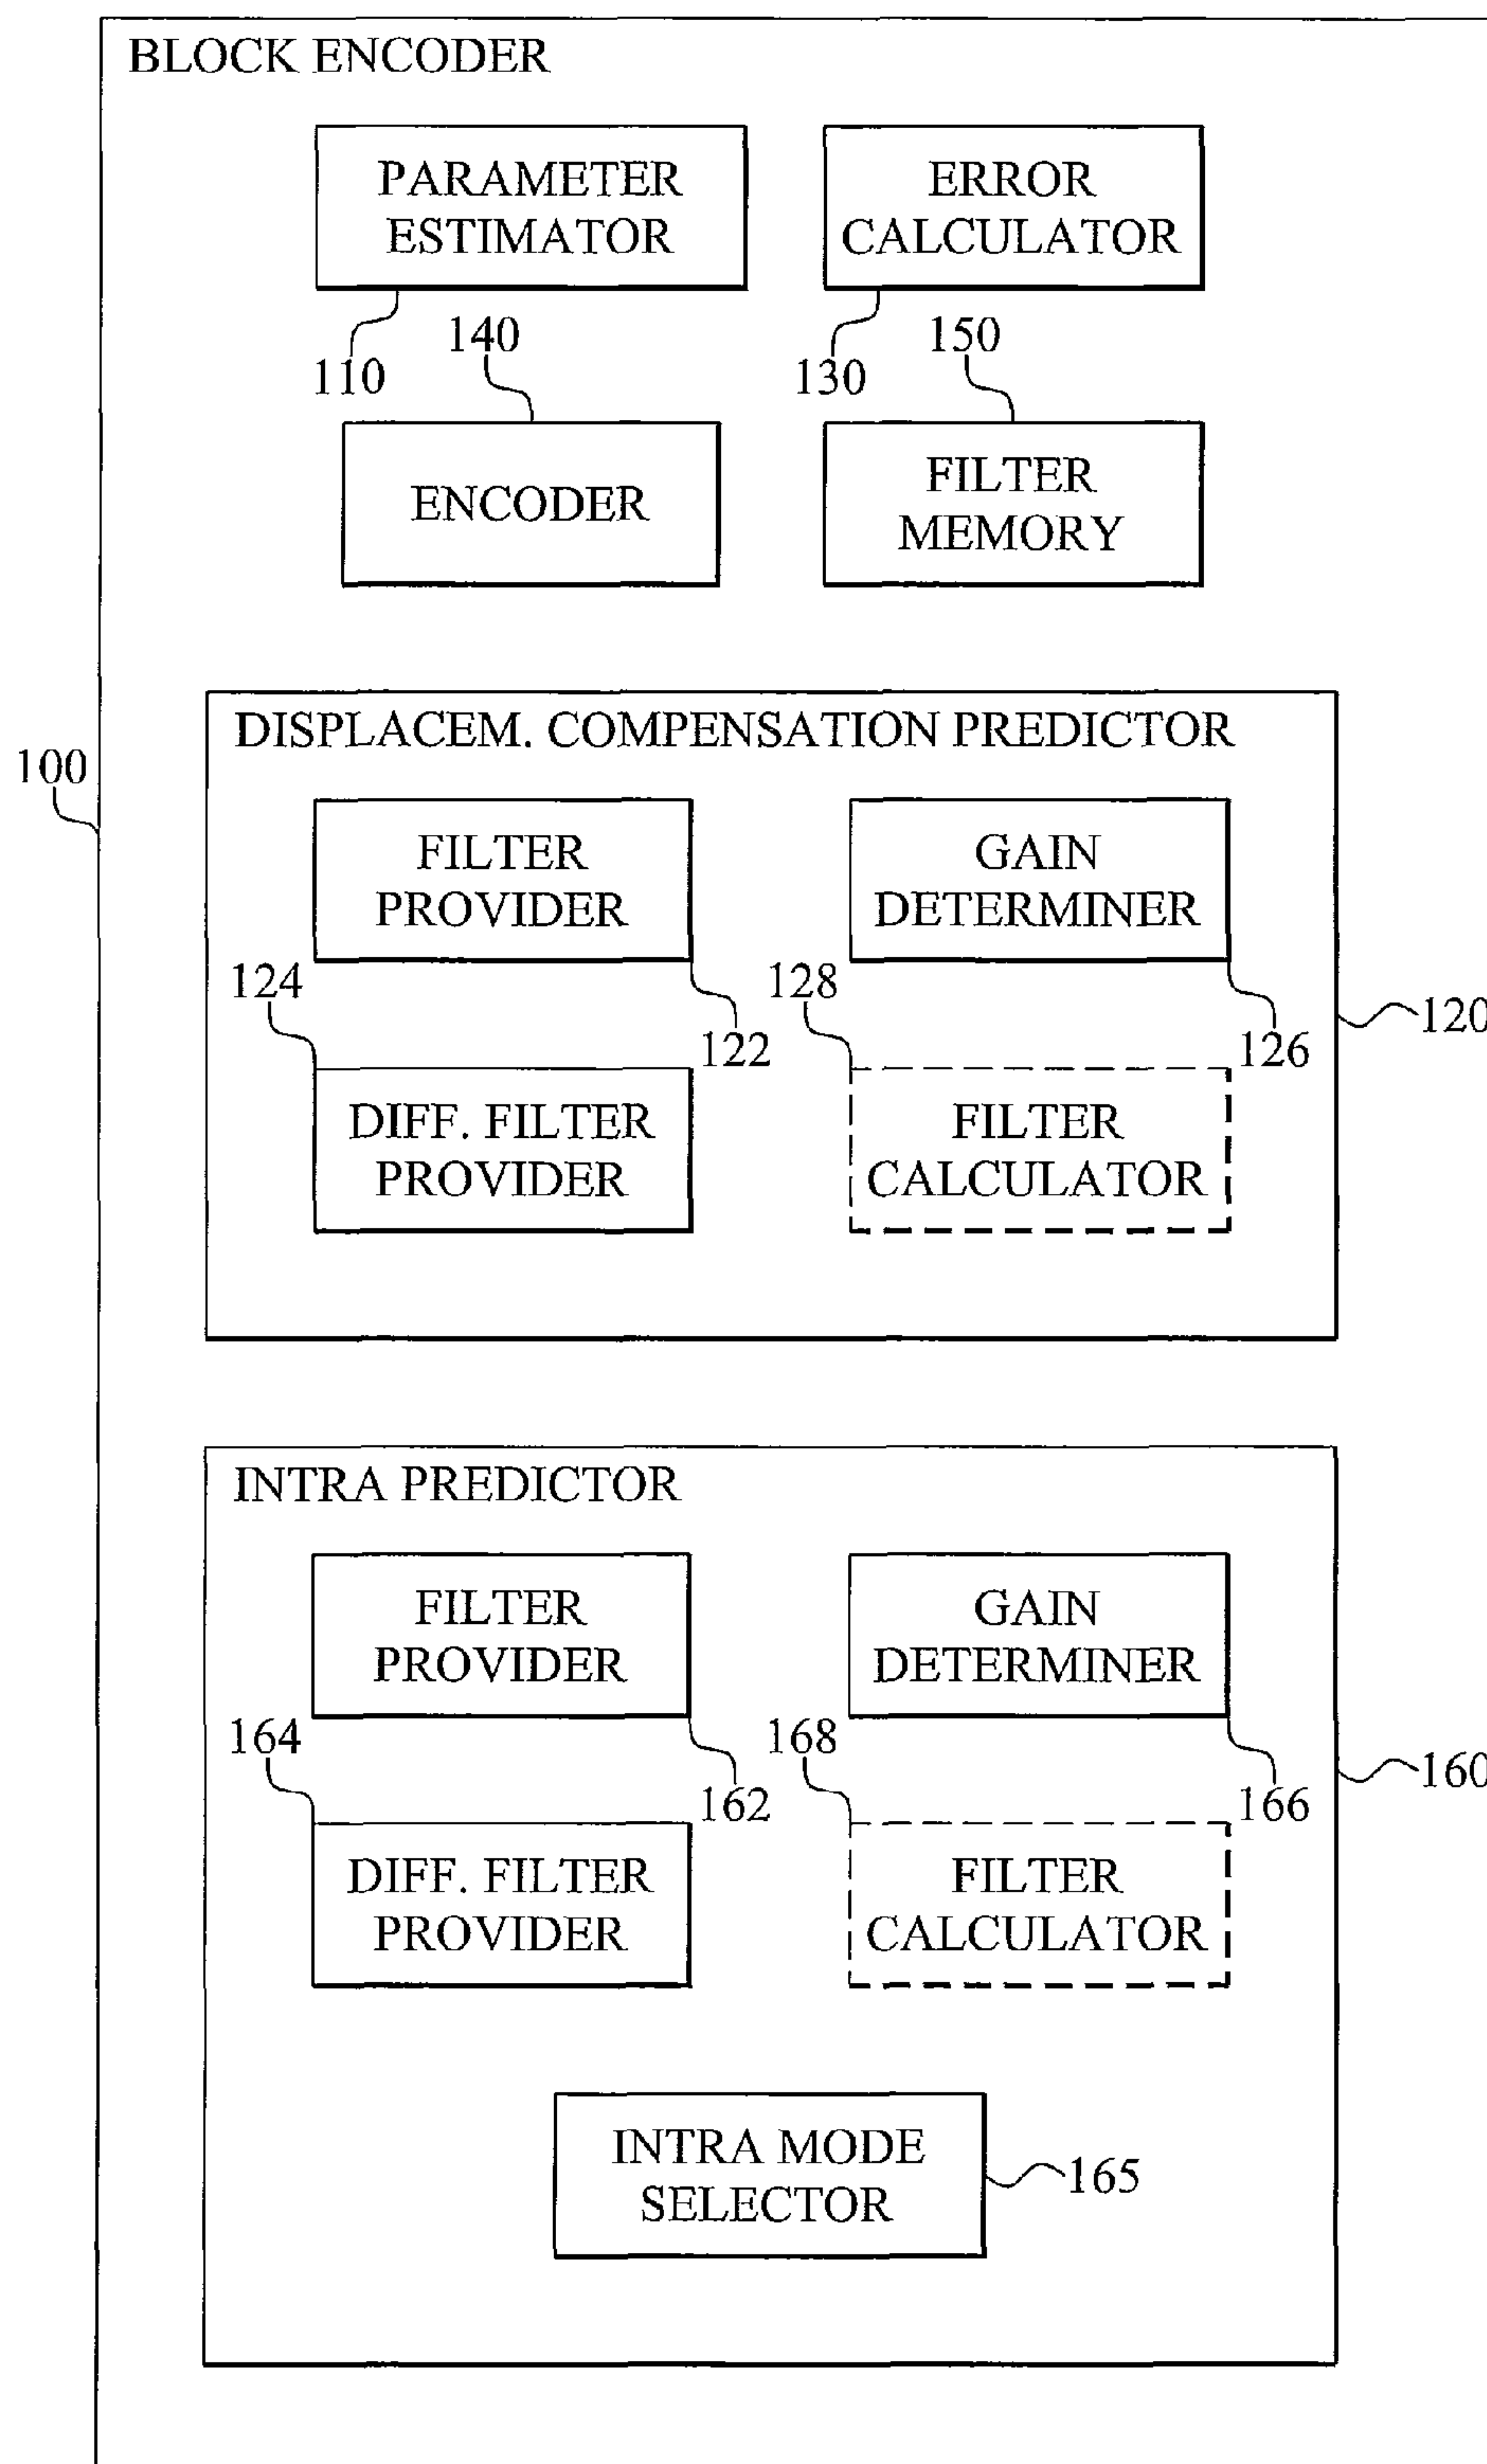 BLOCK ENCODER
PARAMETER
ESTIMATOR
ERROR
CALCULATOR
110
140
130
150
ENCODER
FILTER
MEMORY
100
DISPLACEM. COMPENSATION PREDICTOR
FILTER
PROVIDER
GAIN
DETERMINER
124
122
128
126
120
DIFF. FILTER
PROVIDER
FILTER
CALCULATOR
INTRA PREDICTOR
FILTER
PROVIDER
GAIN
DETERMINER
164
162
168
166
160
DIFF. FILTER
PROVIDER
FILTER
CALCULATOR
INTRA MODE
SELECTOR
165